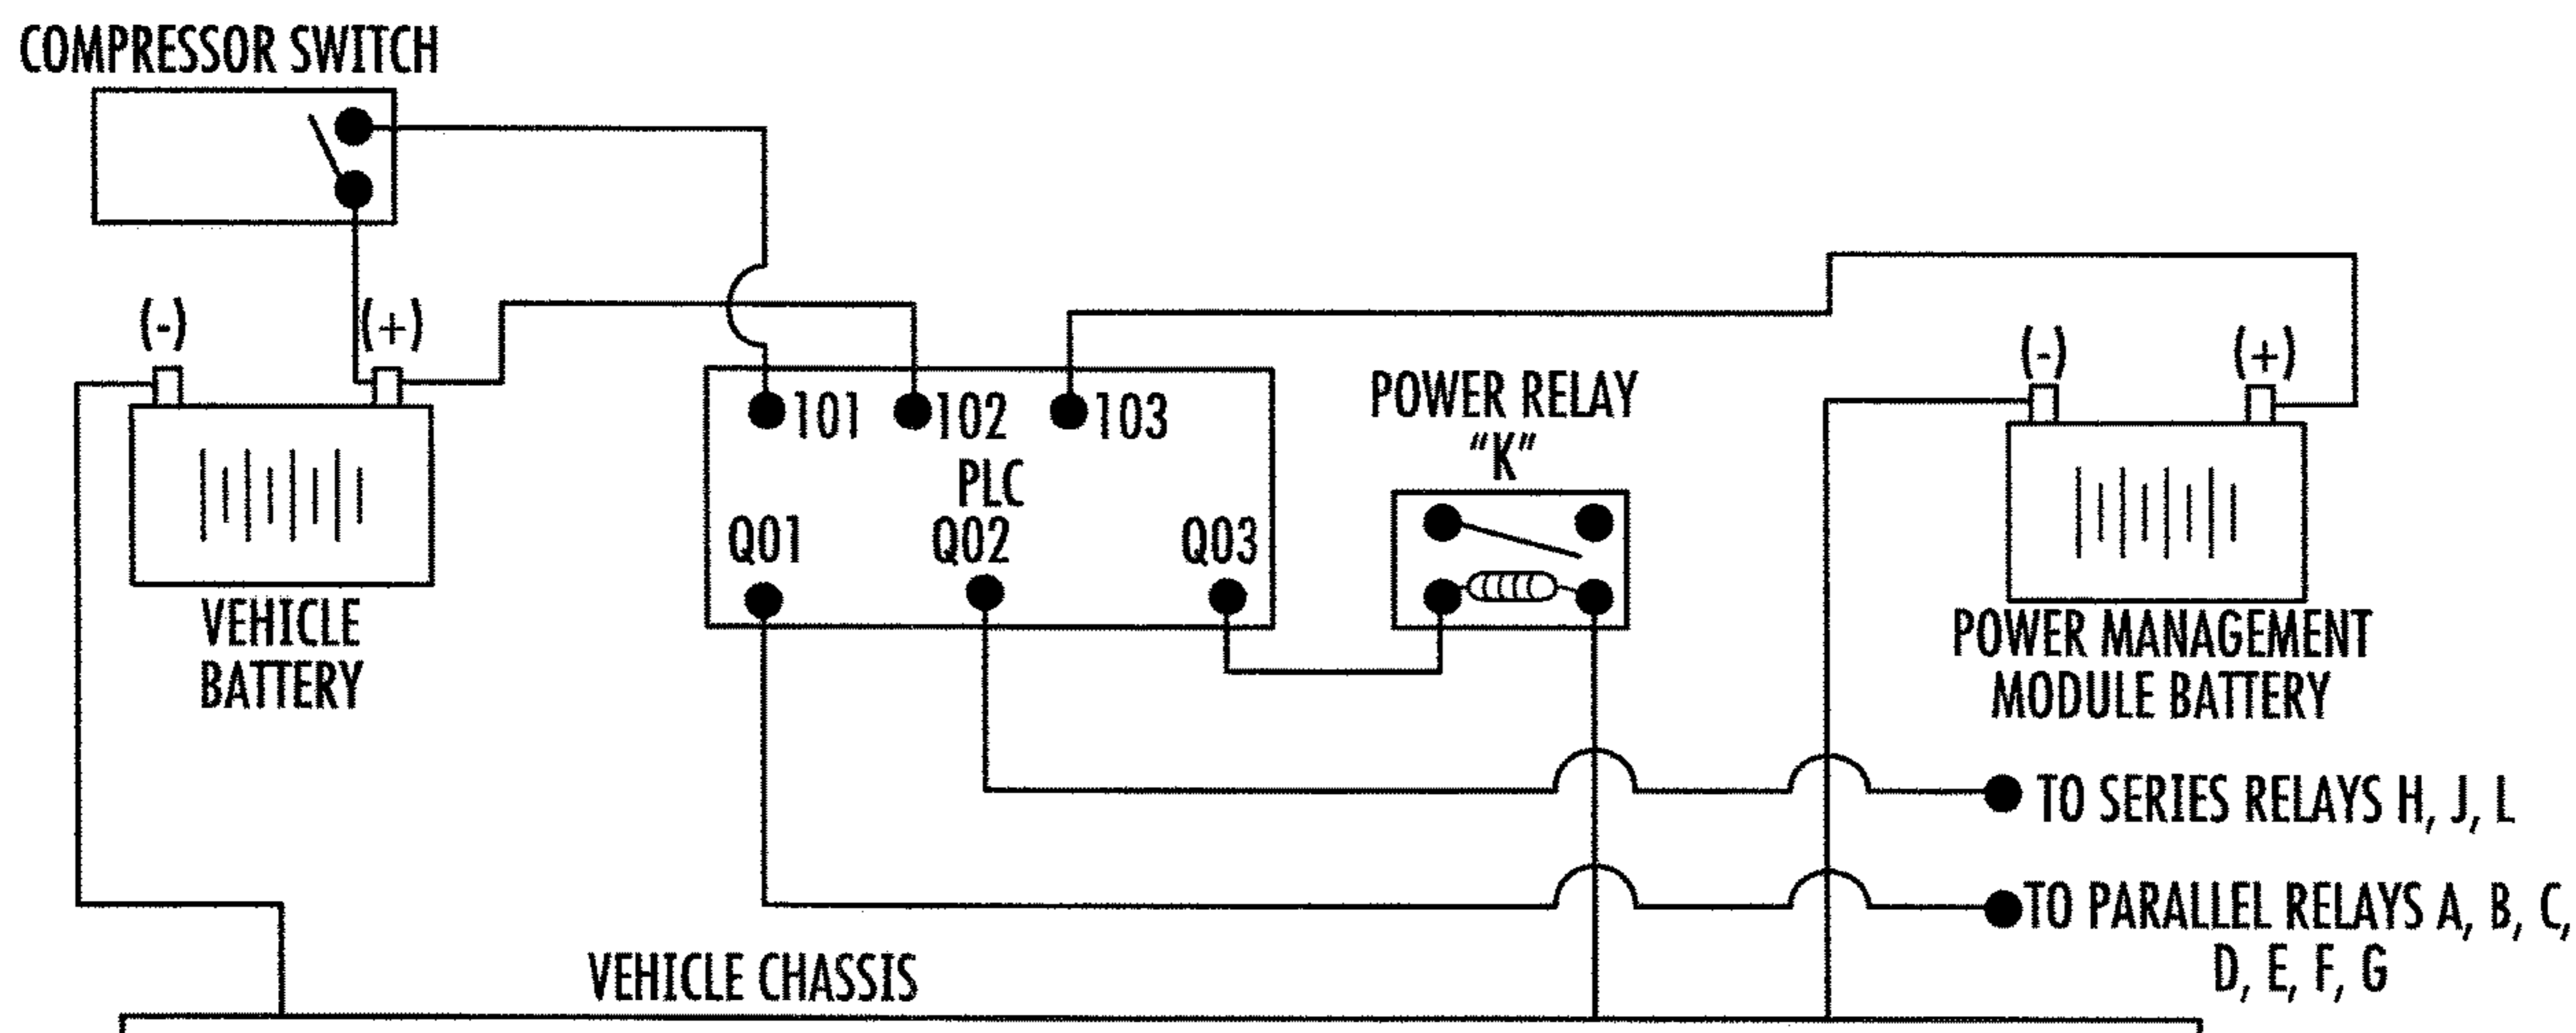 COMPRESSOR SWITCH
(-)
(+)
(-)
(+)
101
102
103
PLC
Q01
Q02
Q03
POWER RELAY
"K"
VEHICLE
BATTERY
POWER MANAGEMENT
MODULE BATTERY
TO SERIES RELAYS H, J, L
TO PARALLEL RELAYS A, B, C,
D, E, F, G
VEHICLE CHASSIS